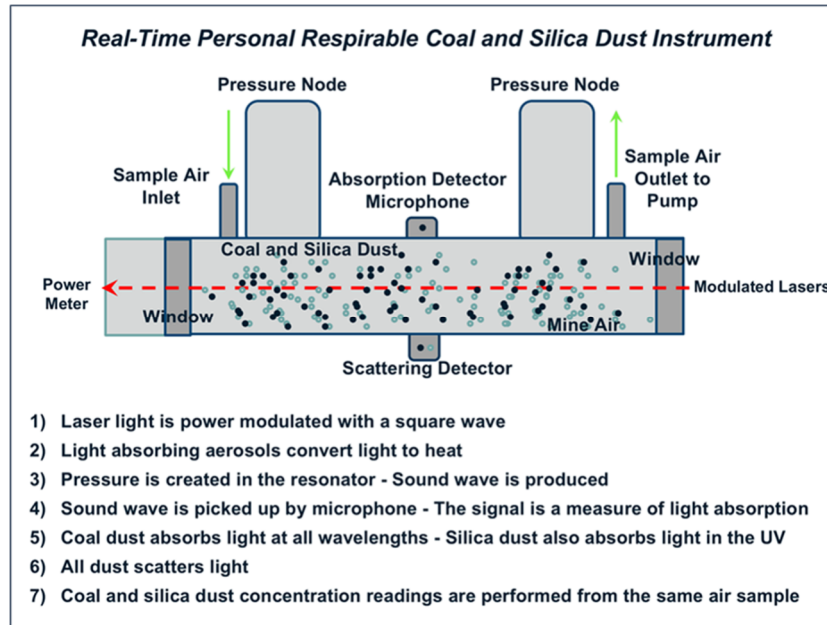 Real-Time Personal Respirable Coal and Silica Dust Instrument
Pressure Node
Pressure Node
Sample Air
Inlet
Absorption Detector
Microphone
Sample Air
Outlet to
Pump
Coal and Silica Dust
Window
Power
Meter
Modulated Lasers
Window
Mine Air
Scattering Detector
1) Laser light is power modulated with a square wave
2) Light absorbing aerosols convert light to heat
3) Pressure is created in the resonator - Sound wave is produced
4) Sound wave is picked up by microphone - The signal is a measure of light absorption
5) Coal dust absorbs light at all wavelengths - Silica dust also absorbs light in the UV
6) All dust scatters light
7) Coal and silica dust concentration readings are performed from the same air sample